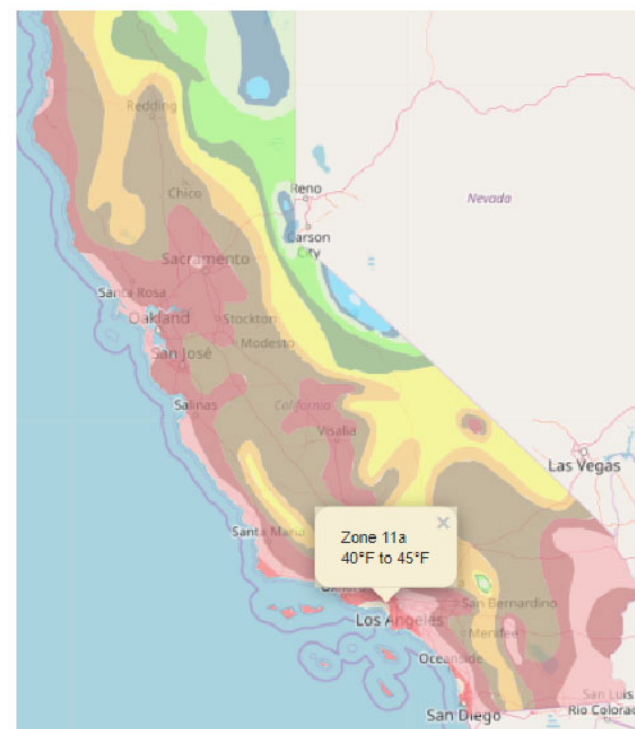 Redding
Chico
Reno
Nevada
Carson
City
Sacramento
Santa Rosa
Oakland
Stockton
Modesto
San José
Salinas
California
Visalia
Las Vegas
Santa Maria
Zone 11a
×
40°F to 45°F
San Bernardino
Los Angeles
Menifee
Oceanside
San Luis
Rio Colorad
San Diego